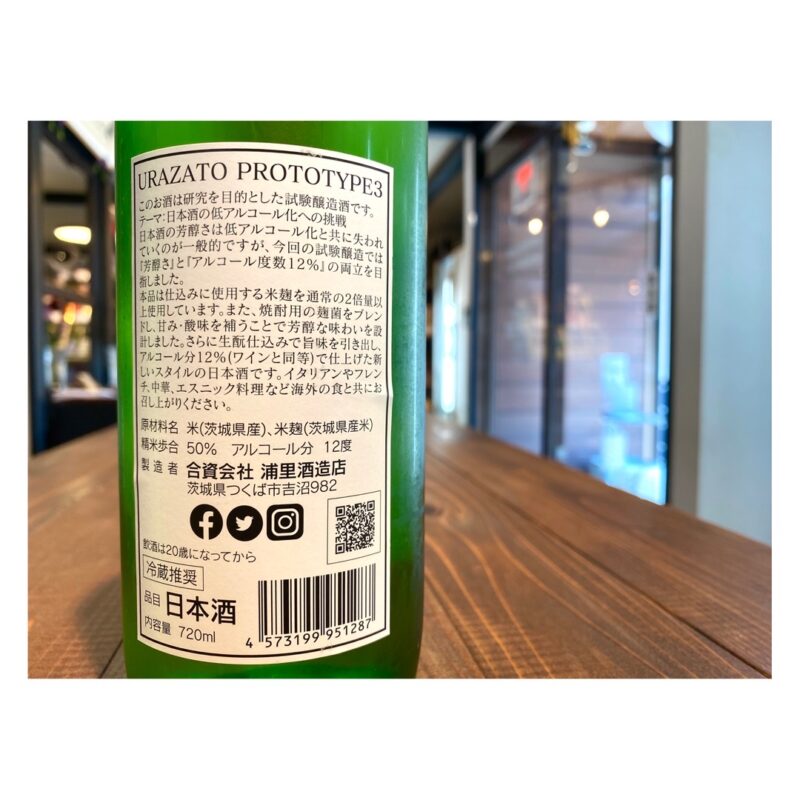 URAZATO PROTOTYPE3
このお酒は研究を目的とした試験醸造酒です。
テーマ:日本酒の低アルコール化への挑戦
日本酒の芳醇さは低アルコール化と共に失われ
ていくのが一般的ですが、今回の試験醸造では
『芳醇さ』と『アルコール度数12%』の両立を目
指しました。
本品は仕込みに使用する米麹を通常の2倍量以
上使用しています。また、焼酎用の麹菌をブレン
ドし、甘み・酸味を補うことで芳醇な味わいを設
計しました。さらに生酛仕込みで旨味を引き出し、
アルコール分12%(ワインと同等)で仕上げた新
しいスタイルの日本酒です。イタリアンやフレン
チ、中華、エスニック料理など海外の食と共にお
召し上がりください。
原材料名 米(茨城県産)、米麹(茨城県産米)
精米歩合 50% アルコール分 12度
製造者 合資会社 浦里酒造店
茨城県つくば市吉沼982
飲酒は20歳になってから
冷蔵推奨
品目 日本酒
内容量 720ml
4 573199 951287